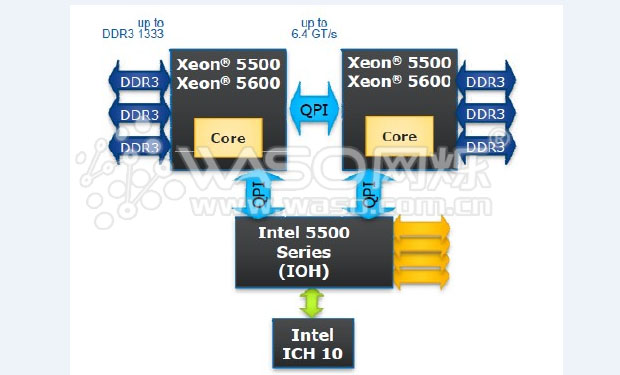 up to
DDR3 1333
up to
6.4 GT/s
Xeon® 5500
Xeon® 5600
Xeon® 5500
Xeon® 5600
DDR3
DDR3
DDR3
QPI
DDR3
DDR3
DDR3
Core
Core
WASO网烁®
www.waso.com.cn
QPI
QPI
Intel 5500
Series
(IOH)
Intel
ICH 10